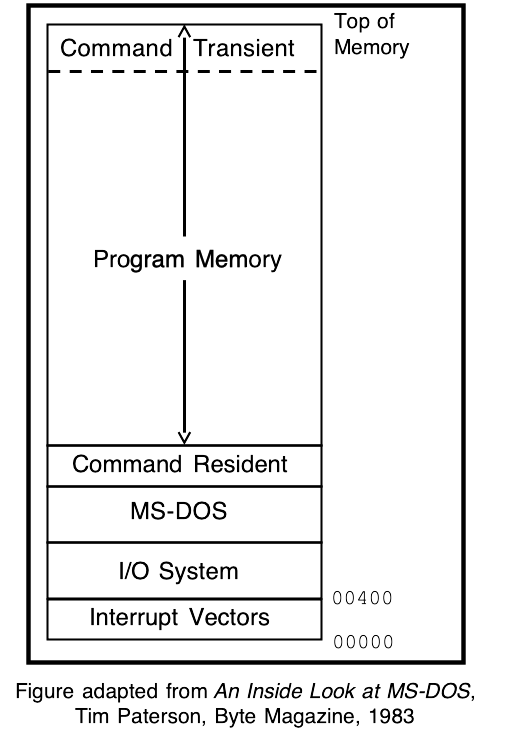 Top of
Memory
Command Transient
Program Memory
Command Resident
MS-DOS
I/O System
00400
Interrupt Vectors
00000
Figure adapted from An Inside Look at MS-DOS,
Tim Paterson, Byte Magazine, 1983